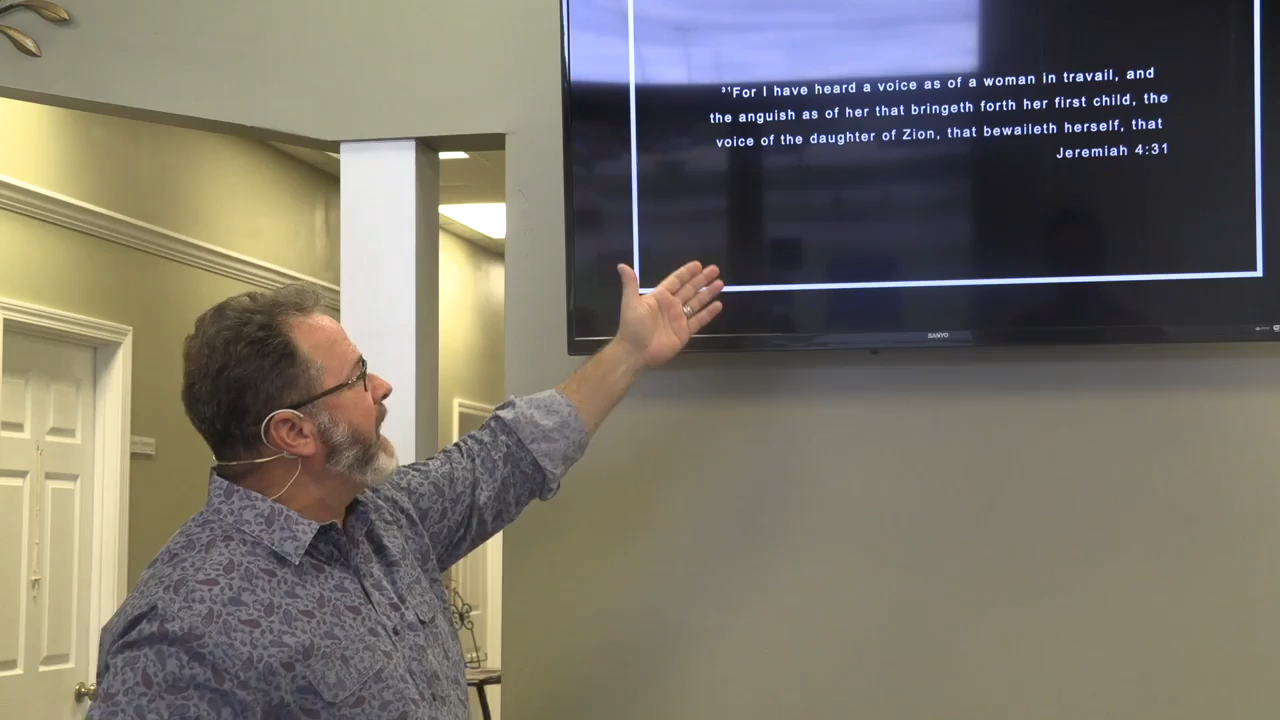 ³¹For I have heard a voice as of a woman in travail, and
the anguish as of her that bringeth forth her first child, the
voice of the daughter of Zion, that bewaileth herself, that
Jeremiah 4:31
SANYO